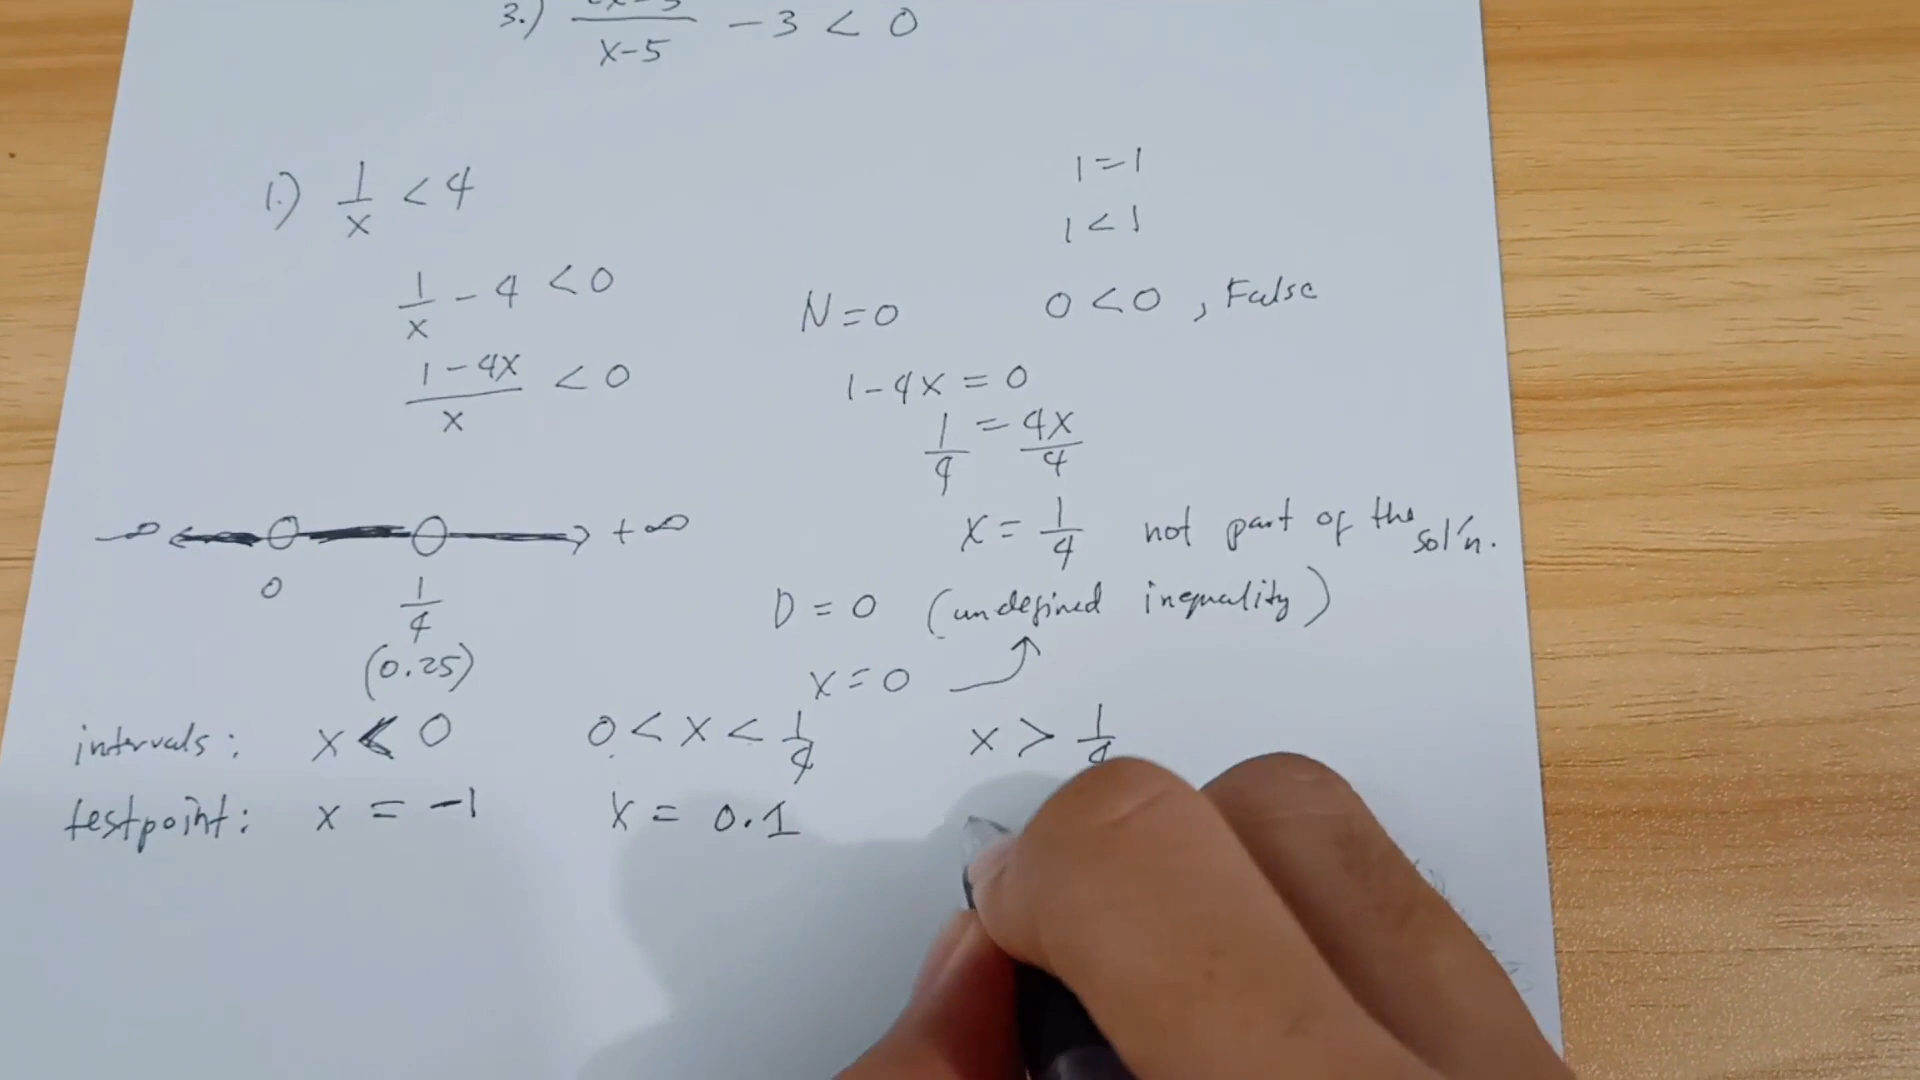 3.) /x-5 - 3 < 0
1.) 1/x < 4
1 = 1
1 < 1
1/x - 4 < 0
N = 0
0 < 0 , False
1 - 4x/x < 0
1 - 4x = 0
1/4 = 4x/4
x = 1/4 not part of the sol'n.
-∞ +∞
0 1/4
(0.25)
D = 0 (undefined inequality)
x = 0
intervals: x < 0 0 < x < 1/4 x > 1/4
testpoint: x = -1 x = 0.1